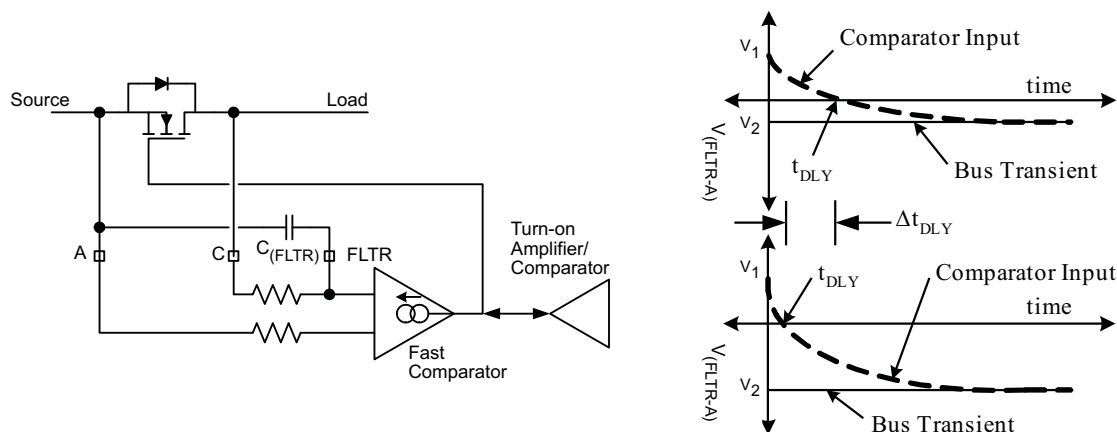 Source
Load
A
C
C(FLTR)
FLTR
Turn-on
Amplifier/
Comparator
Fast
Comparator
V1
Comparator Input
time
V2
V(FLTR-A)
tDLY
Bus Transient
ΔtDLY
V1
tDLY
Comparator Input
time
V(FLTR-A)
V2
Bus Transient